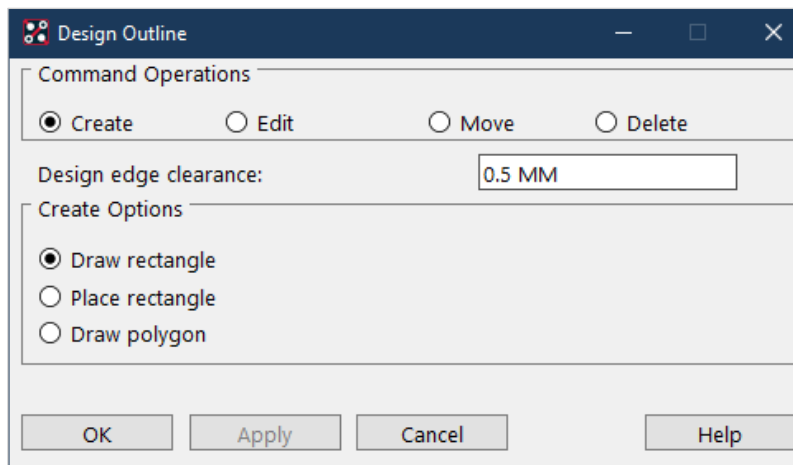 Design Outline
Command Operations
Create Edit Move Delete
Design edge clearance: 0.5 MM
Create Options
Draw rectangle
Place rectangle
Draw polygon
OK Apply Cancel Help